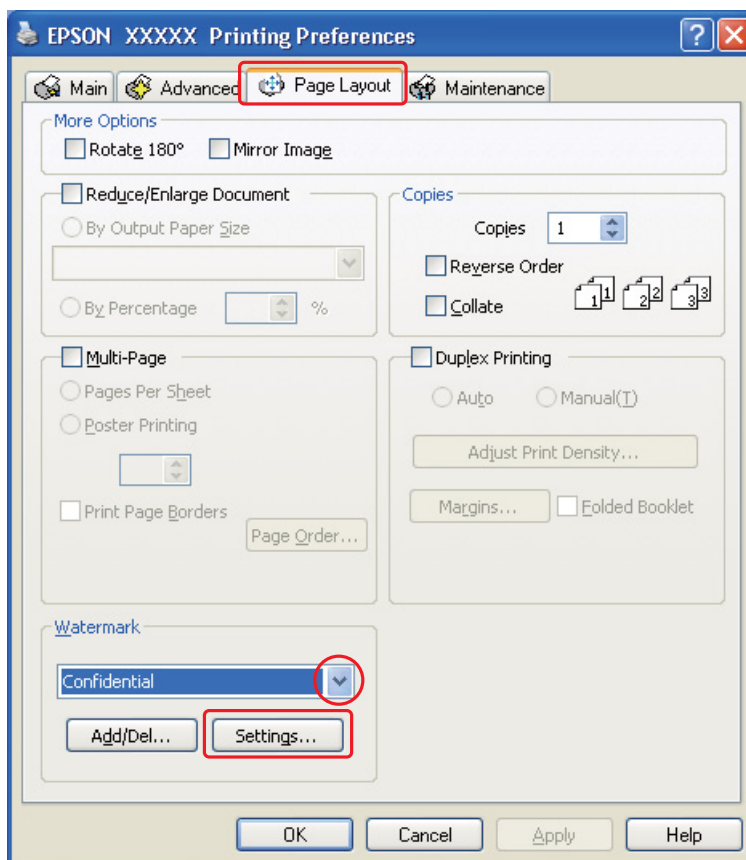 EPSON XXXXX Printing Preferences
Main
Advanced
Page Layout
Maintenance
More Options
Rotate 180°
Mirror Image
Reduce/Enlarge Document
By Output Paper Size
By Percentage
%
Copies
Copies
1
Reverse Order
Collate
1 1 2 2 3 3
Multi-Page
Pages Per Sheet
Poster Printing
Print Page Borders
Page Order...
Duplex Printing
Auto
Manual(T)
Adjust Print Density...
Margins...
Folded Booklet
Watermark
Confidential
Add/Del...
Settings...
OK
Cancel
Apply
Help